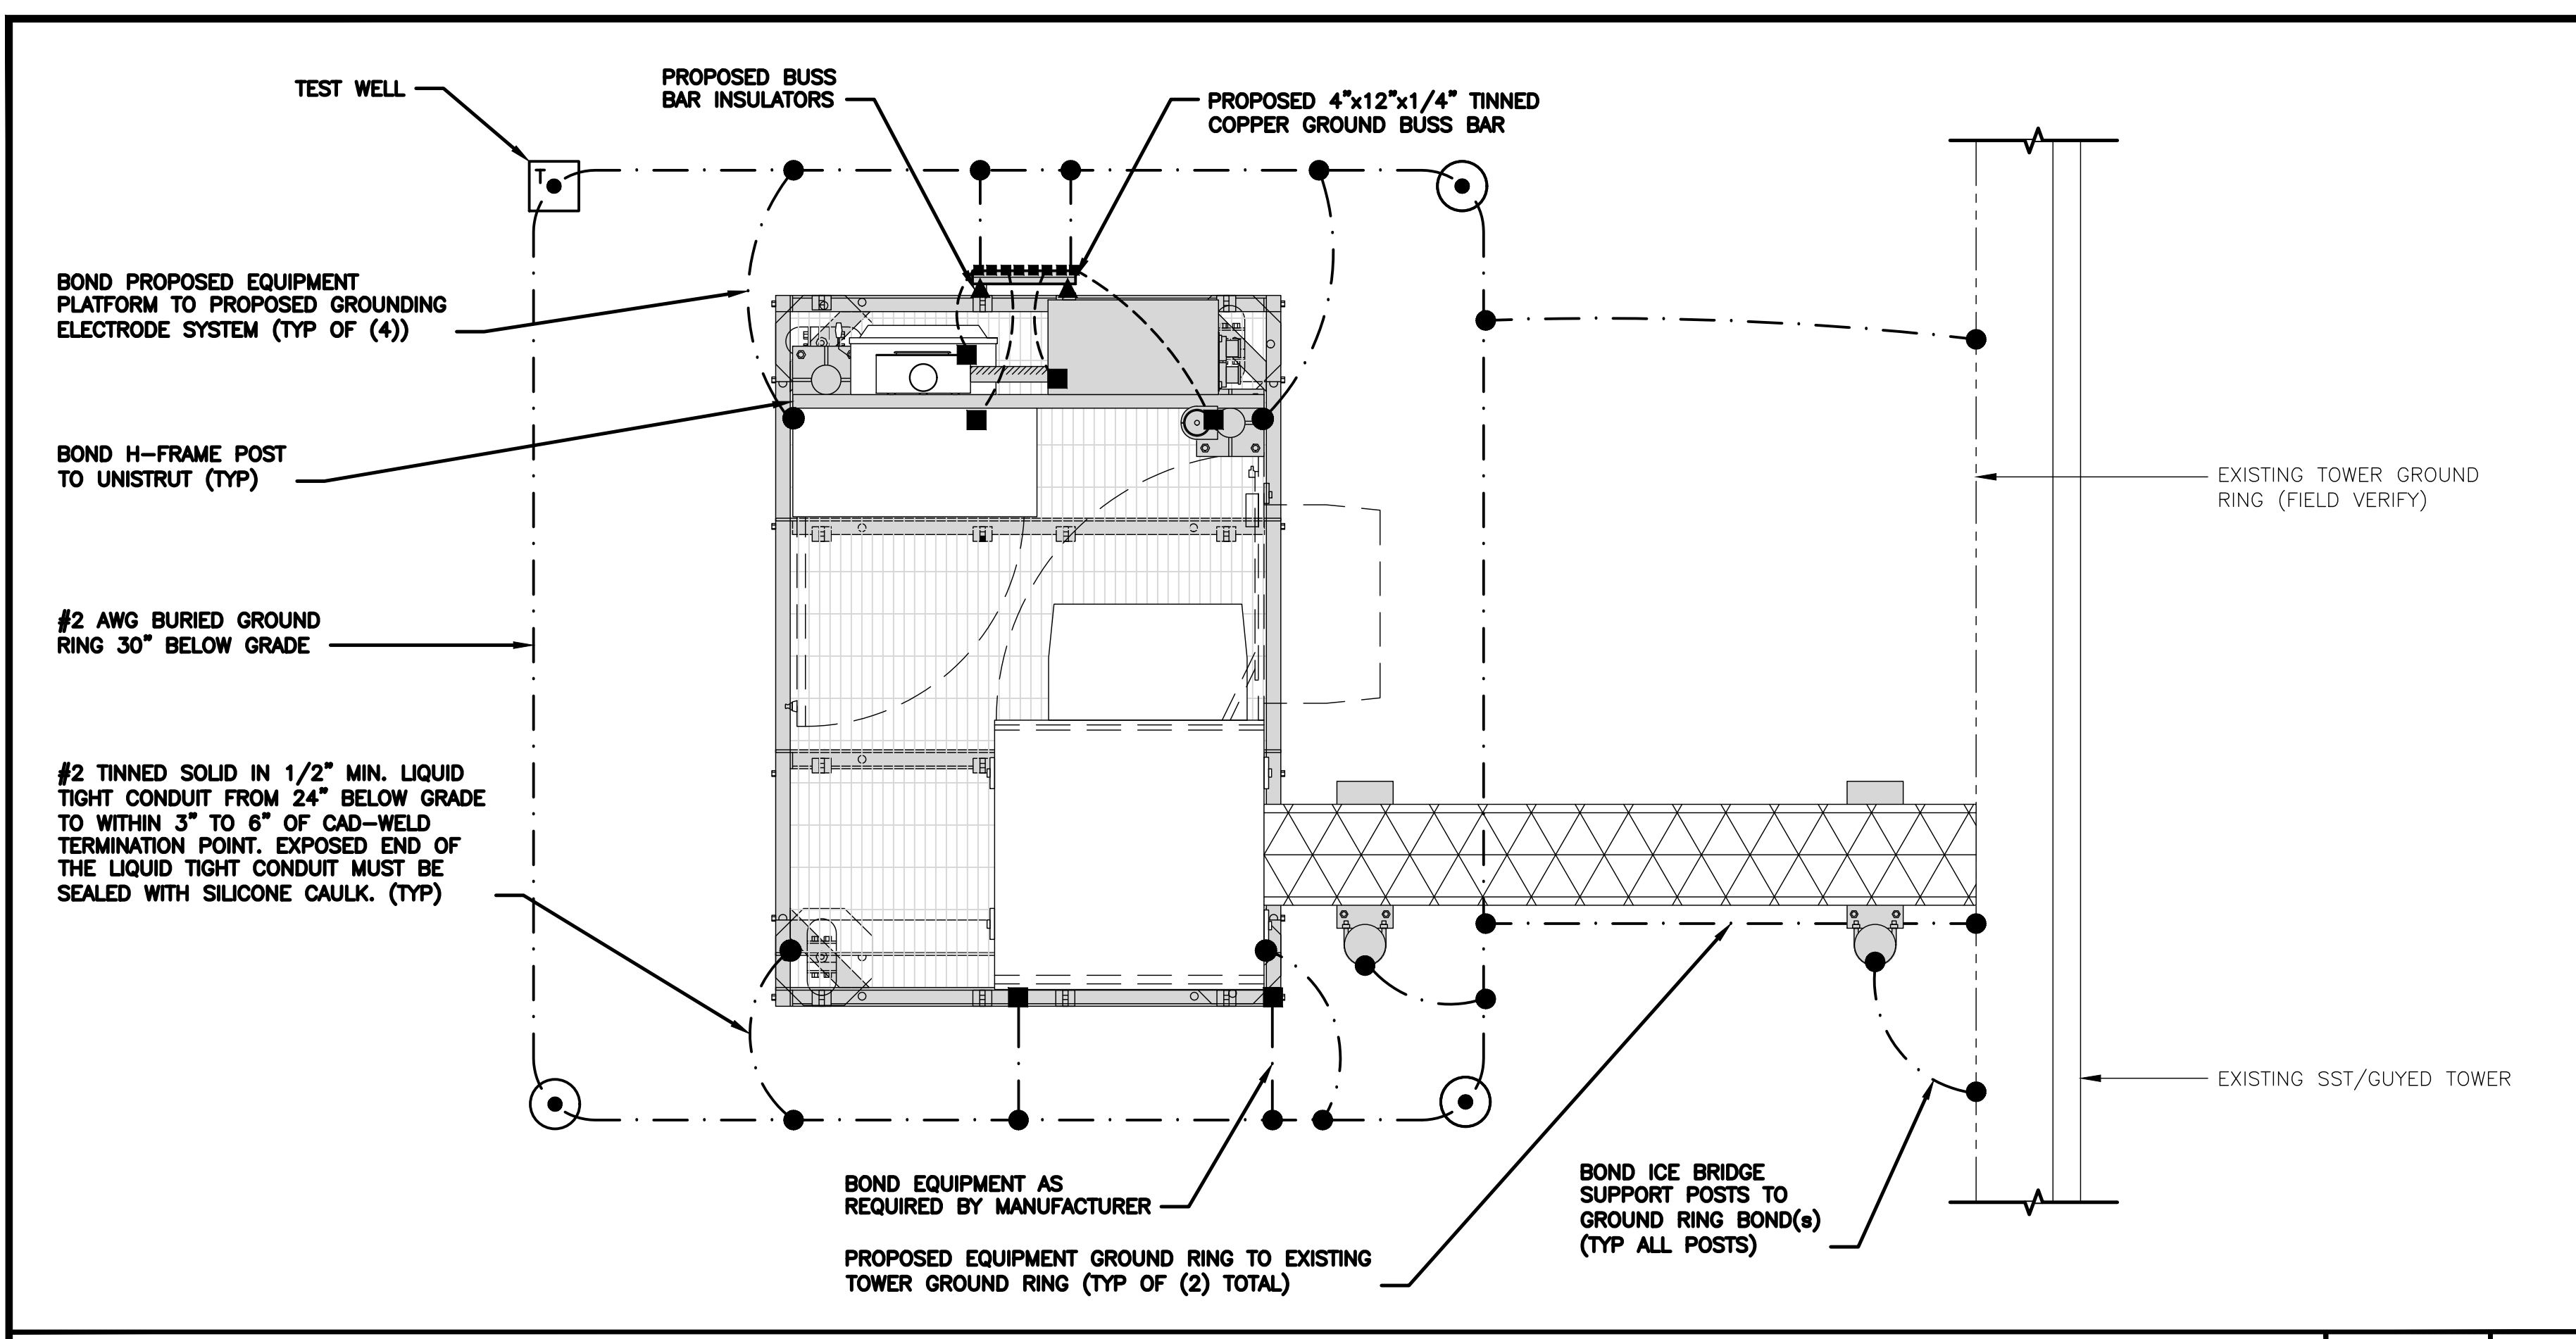 TEST WELL
PROPOSED BUSS
BAR INSULATORS
PROPOSED 4"x12"x1/4" TINNED
COPPER GROUND BUSS BAR
T
BOND PROPOSED EQUIPMENT
PLATFORM TO PROPOSED GROUNDING
ELECTRODE SYSTEM (TYP OF (4))
BOND H-FRAME POST
TO UNISTRUT (TYP)
EXISTING TOWER GROUND
RING (FIELD VERIFY)
#2 AWG BURIED GROUND
RING 30" BELOW GRADE
#2 TINNED SOLID IN 1/2" MIN. LIQUID
TIGHT CONDUIT FROM 24" BELOW GRADE
TO WITHIN 3" TO 6" OF CAD-WELD
TERMINATION POINT. EXPOSED END OF
THE LIQUID TIGHT CONDUIT MUST BE
SEALED WITH SILICONE CAULK. (TYP)
EXISTING SST/GUYED TOWER
BOND EQUIPMENT AS
REQUIRED BY MANUFACTURER
BOND ICE BRIDGE
SUPPORT POSTS TO
GROUND RING BOND(s)
(TYP ALL POSTS)
PROPOSED EQUIPMENT GROUND RING TO EXISTING
TOWER GROUND RING (TYP OF (2) TOTAL)